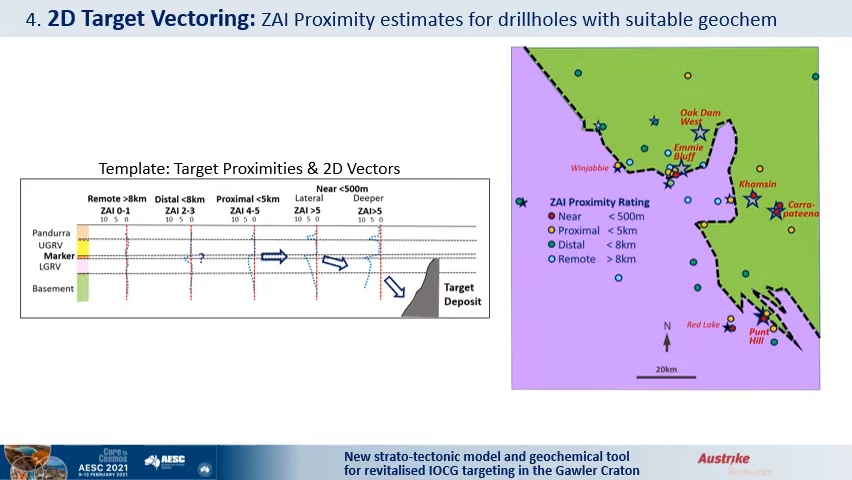 4. 2D Target Vectoring: ZAI Proximity estimates for drillholes with suitable geochem
Template: Target Proximities & 2D Vectors
Near <500m
Remote >8km Distal <8km Proximal <5km Lateral Deeper
ZAI 0-1 ZAI 2-3 ZAI 4-5 ZAI >5 ZAI>5
10 5 0 10 5 0 10 5 0 10 5 0 10 5 0
Pandurra
UGRV
Marker
LGRV
Basement
?
Target
Deposit
Oak Dam
West
Emmie
Bluff
Winjabbie
Khamsin
Carra-
pateena
ZAI Proximity Rating
Near < 500m
Proximal < 5km
Distal < 8km
Remote > 8km
Red Lake
Punt
Hill
N
20km
Core to
Cosmos
AESC 2021
9-12 FEBRUARY 2021
AESC
New strato-tectonic model and geochemical tool
for revitalised IOCG targeting in the Gawler Craton
Austrike
Resources